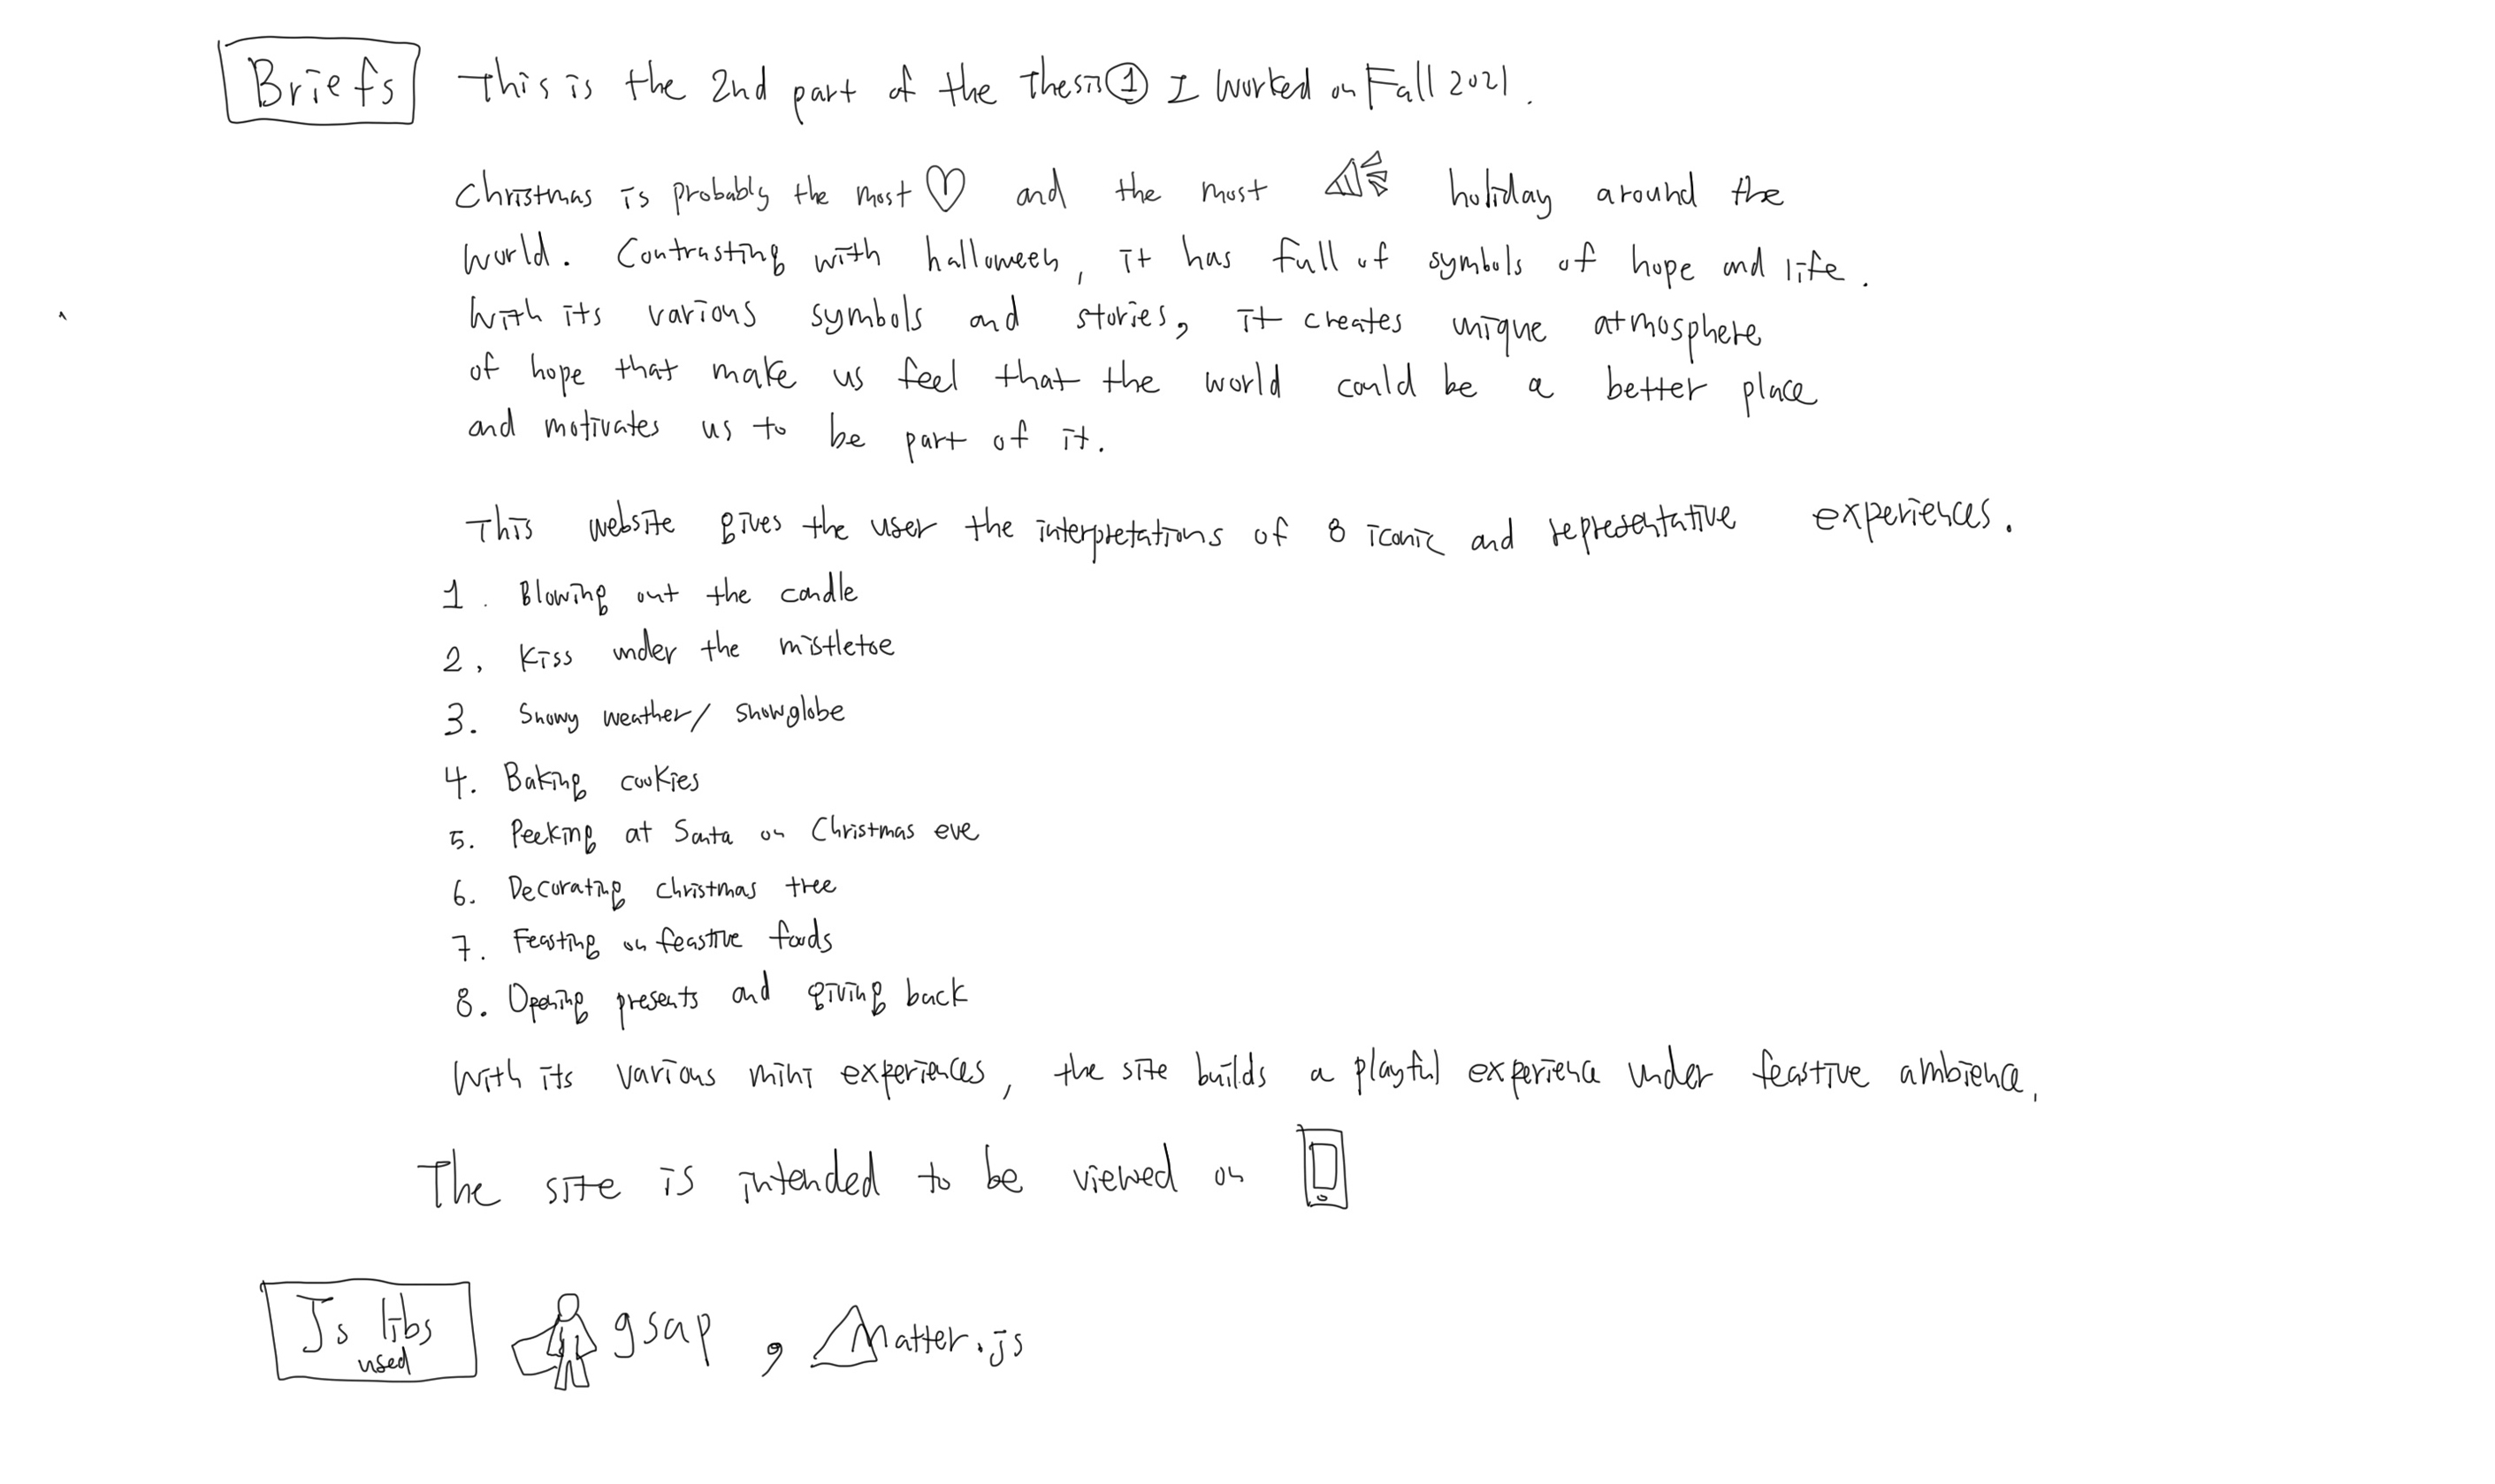 Briefs This is the 2nd part of the thesis ① I worked on Fall 2021.
Christmas is probably the most and the most holiday around the
world. Contrasting with halloween, it has full of symbols of hope and life.
With its various symbols and stories, it creates unique atmosphere
of hope that make us feel that the world could be a better place
and motivates us to be part of it.
This website gives the user the interpretations of 8 iconic and representative experiences.
1. Blowing out the candle
2. Kiss under the mistletoe
3. Snowy weather/ snowglobe
4. Baking cookies
5. Peeking at Santa on Christmas eve
6. Decorating christmas tree
7. Feasting on feastive foods
8. Opening presents and giving back
With its various mini experiences, the site builds a playful experience under feastive ambience.
The site is intended to be viewed on
Js libs
used
gsap, Matter.js